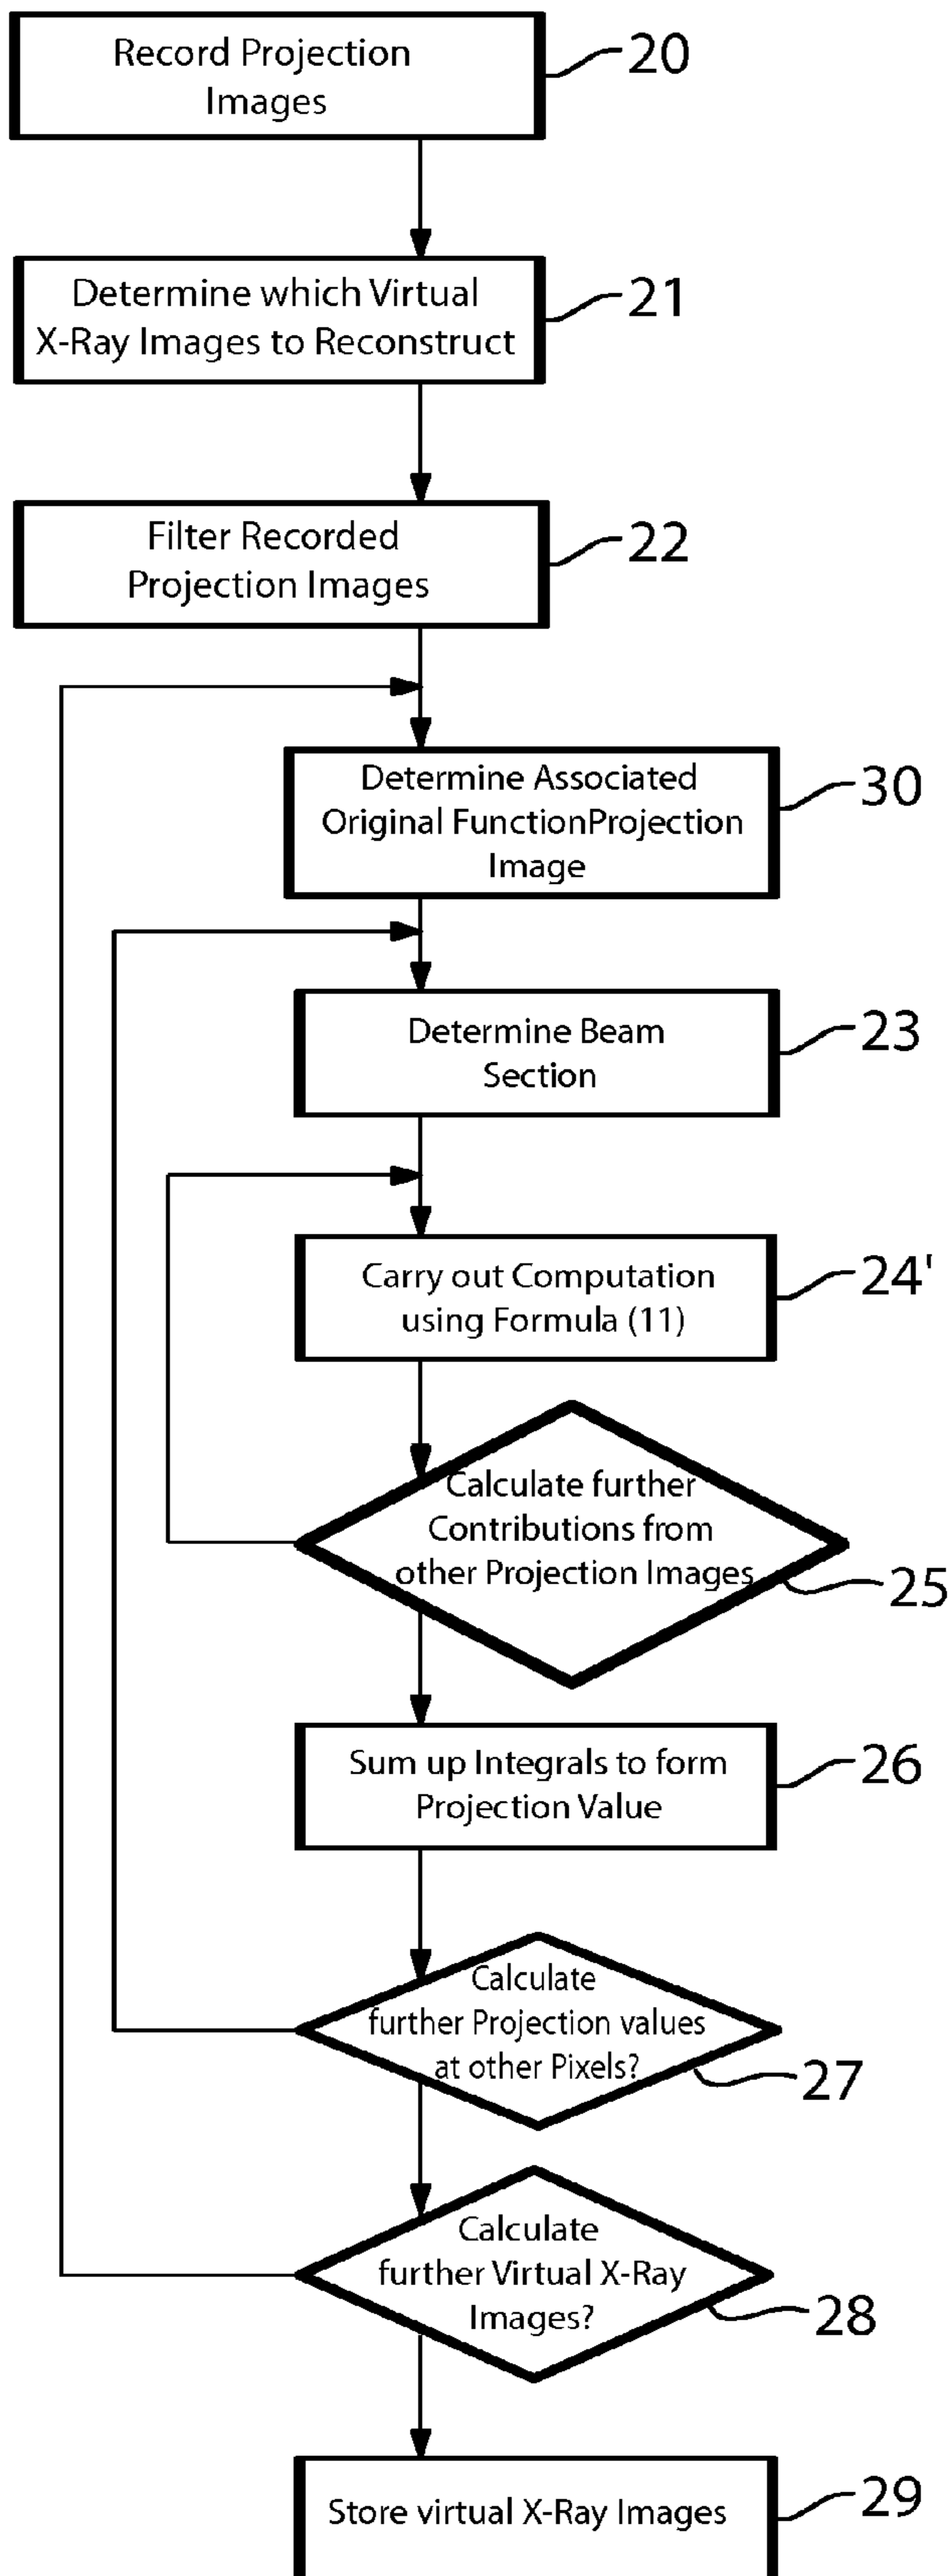 Record Projection
Images
20
Determine which Virtual
X-Ray Images to Reconstruct
21
Filter Recorded
Projection Images
22
Determine Associated
Original FunctionProjection
Image
30
Determine Beam
Section
23
Carry out Computation
using Formula (11)
24'
Calculate further
Contributions from
other Projection Images
25
Sum up Integrals to form
Projection Value
26
Calculate
further Projection values
at other Pixels?
27
Calculate
further Virtual X-Ray
Images?
28
Store virtual X-Ray Images
29